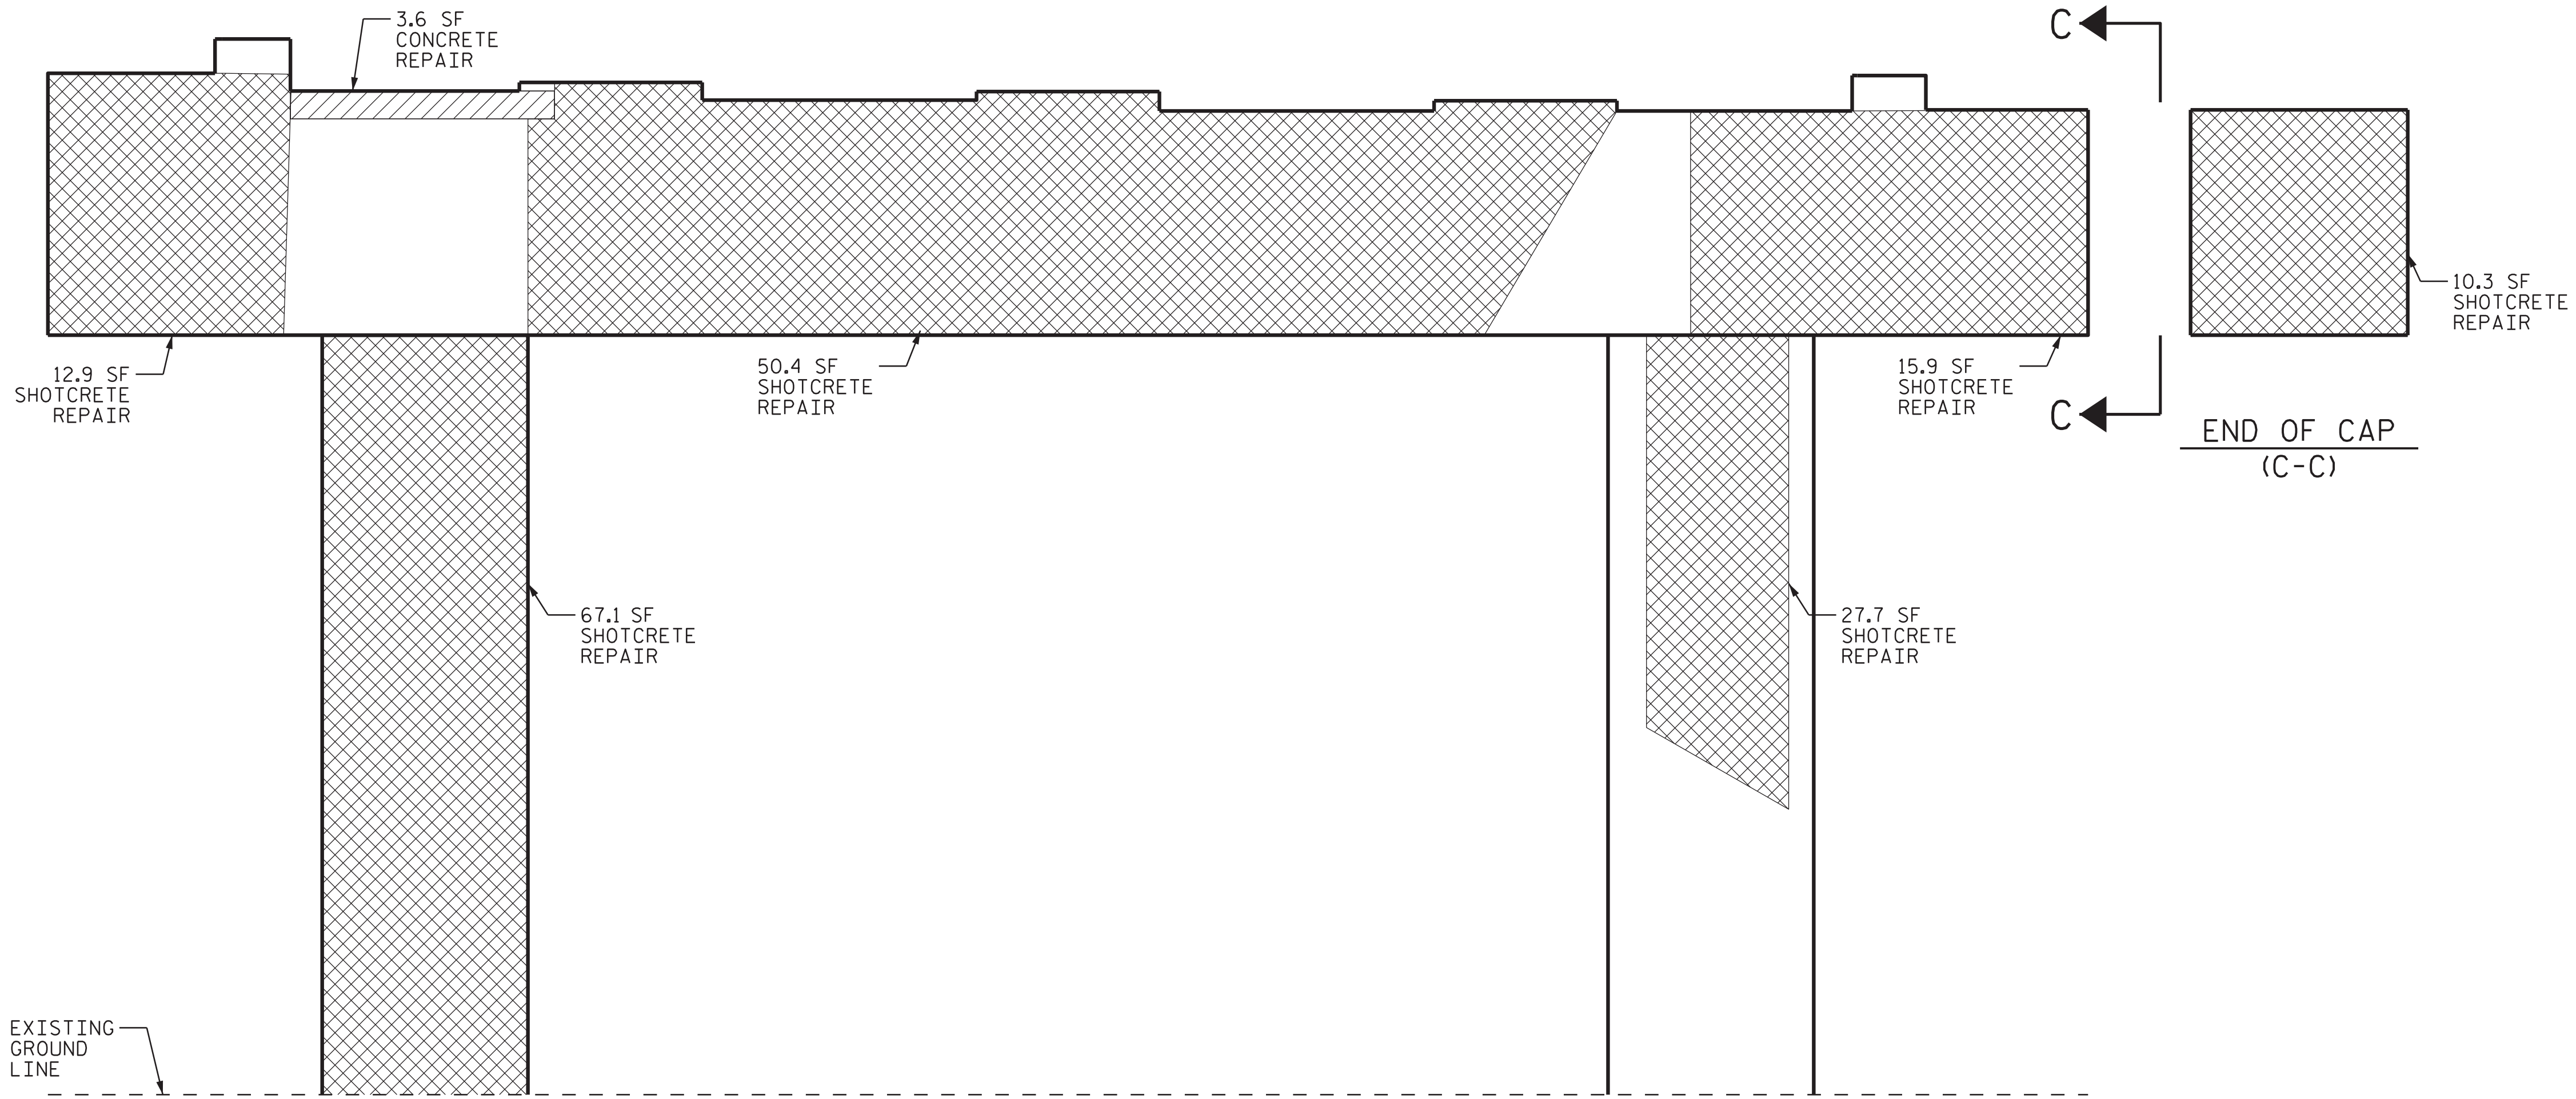 3.6 SF
CONCRETE
REPAIR
C
10.3 SF
SHOTCRETE
REPAIR
12.9 SF
SHOTCRETE
REPAIR
50.4 SF
SHOTCRETE
REPAIR
15.9 SF
SHOTCRETE
REPAIR
C
END OF CAP
(C-C)
67.1 SF
SHOTCRETE
REPAIR
27.7 SF
SHOTCRETE
REPAIR
EXISTING
GROUND
LINE